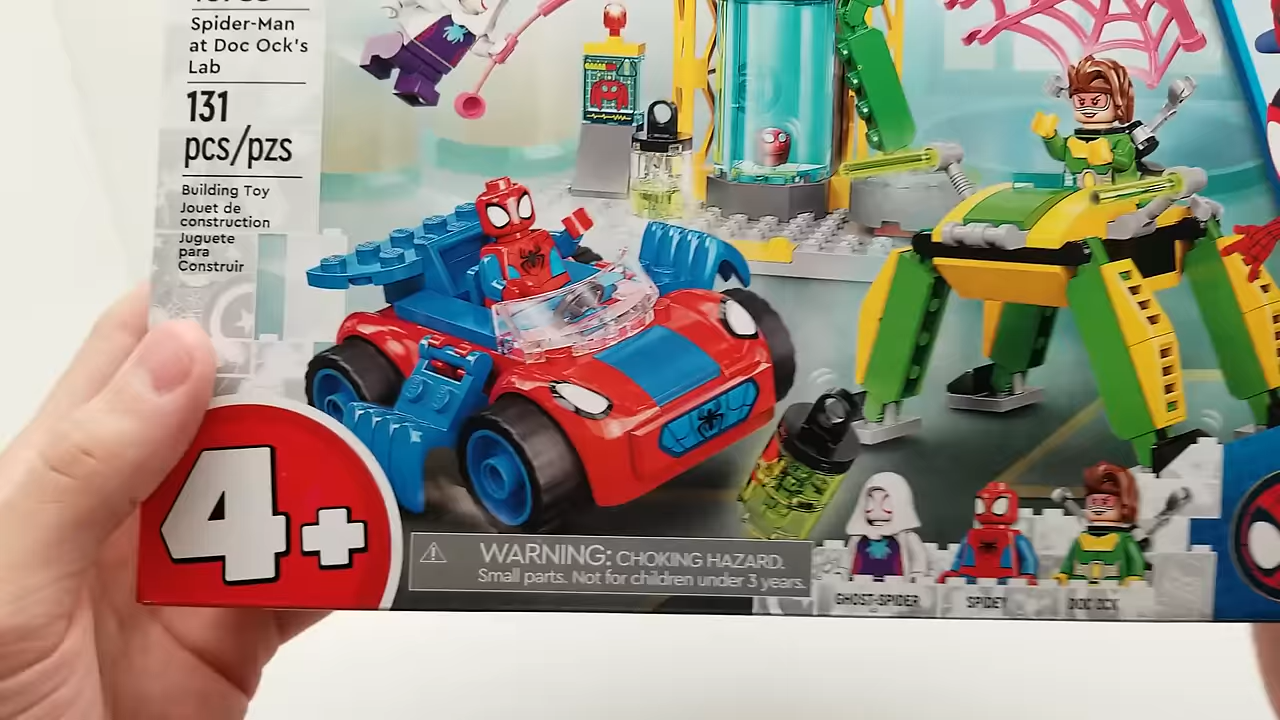 Spider-Man
at Doc Ock's
Lab
131
pcs/pzs
Building Toy
Jouet de
construction
Juguete
para
Construir
4+
WARNING: CHOKING HAZARD.
Small parts. Not for children under 3 years.
GHOST-SPIDER
SPIDEY
DOC OCK